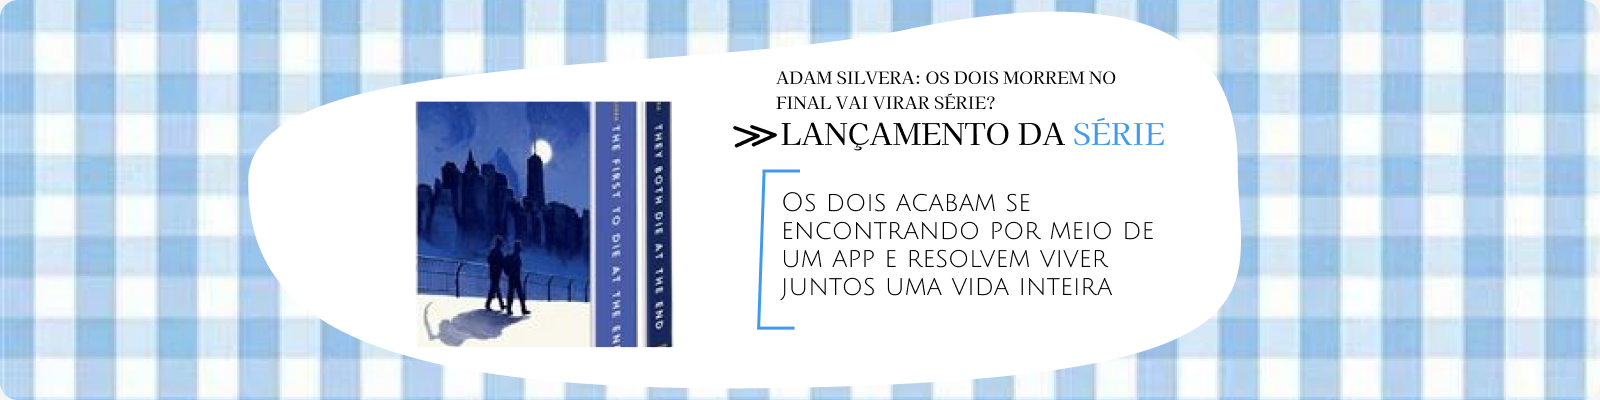 ADAM SILVERA: OS DOIS MORREM NO
FINAL VAI VIRAR SÉRIE?
LANÇAMENTO DA SÉRIE
OS DOIS ACABAM SE
ENCONTRANDO POR MEIO DE
UM APP E RESOLVEM VIVER
JUNTOS UMA VIDA INTEIRA
THE FIRST TO DIE AT THE EN
THEY BOTH DIE AT THE END